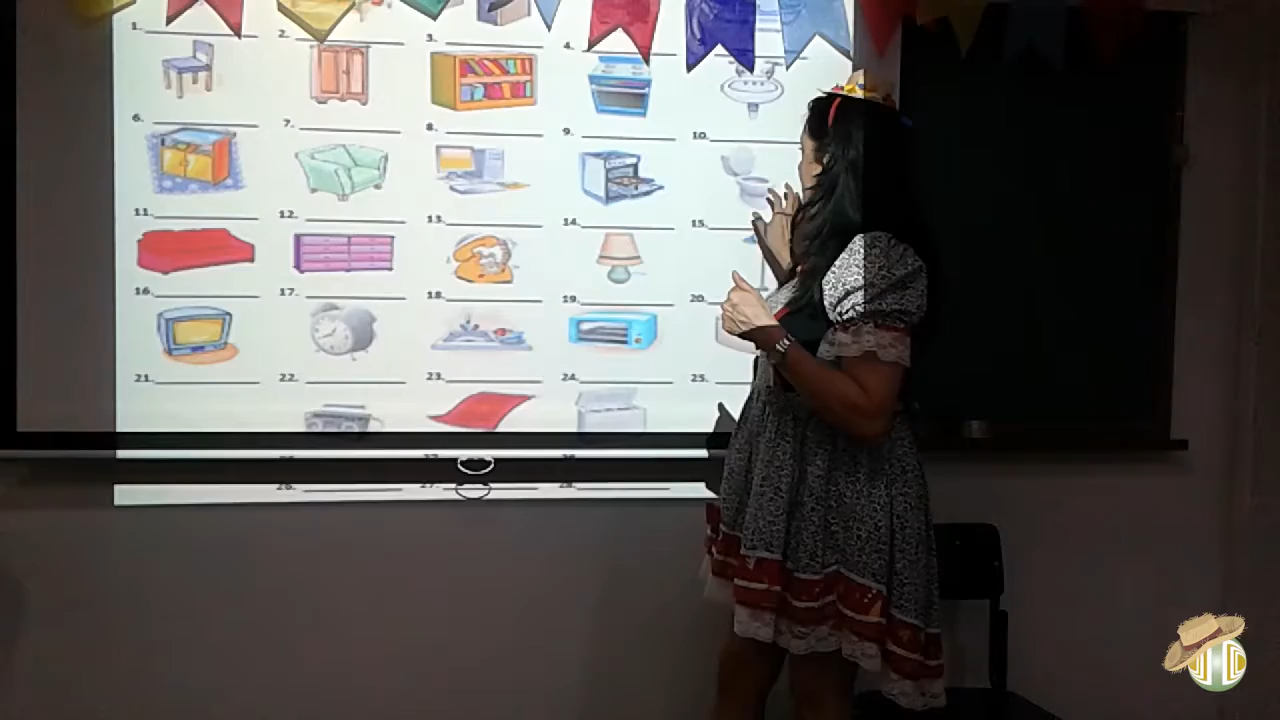 1. 2. 3. 4.
6. 7. 8. 9. 10.
11. 12. 13. 14. 15.
16. 17. 18. 19. 20.
21. 22. 23. 24. 25.
26. 27. 28.